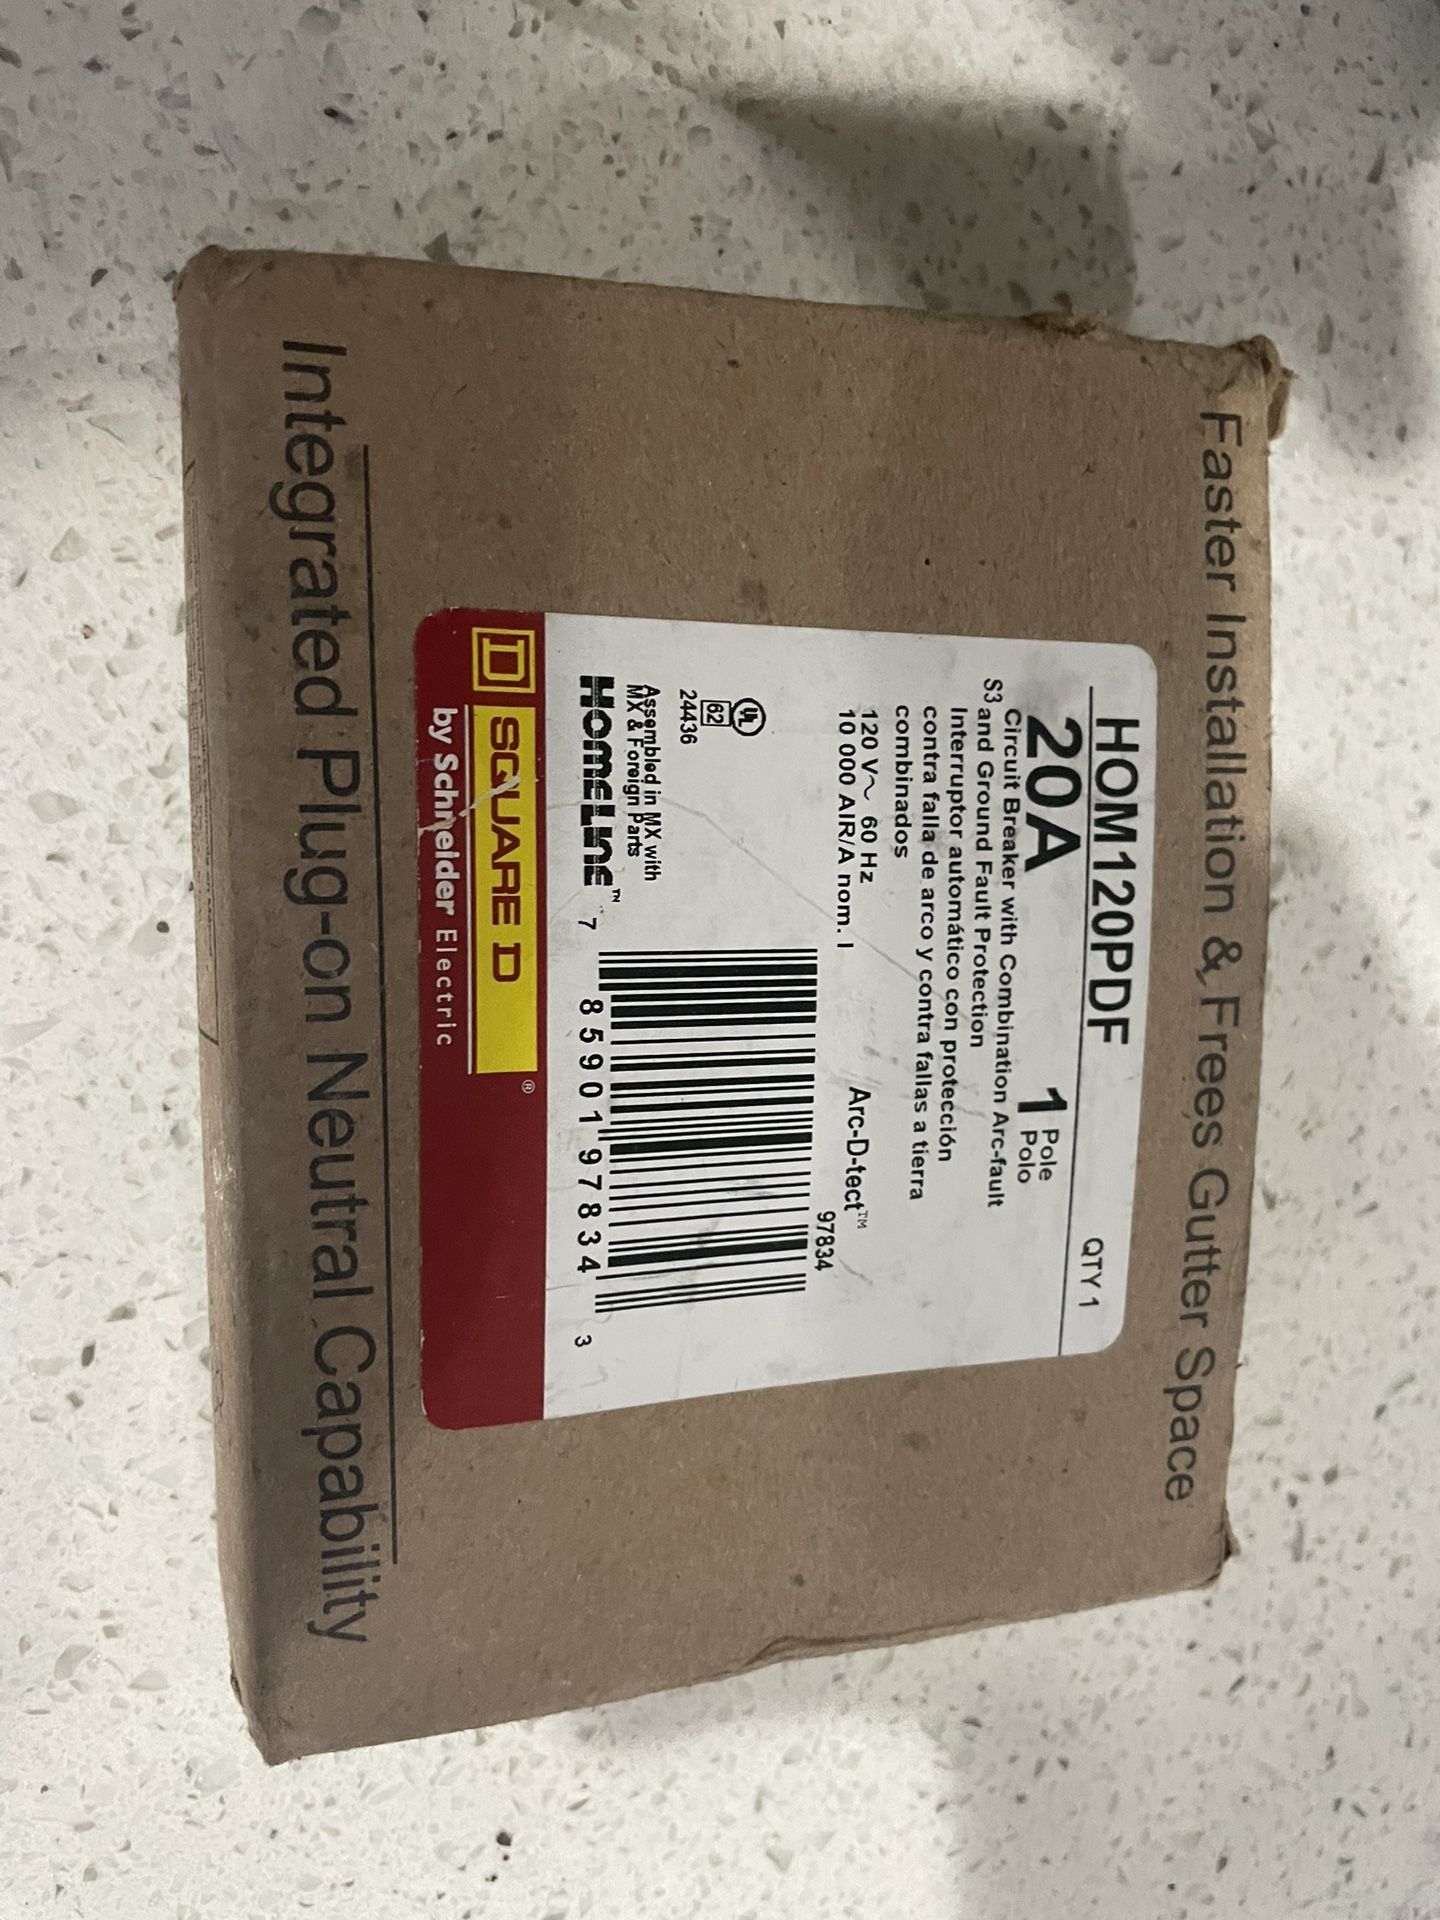 Faster Installation & Frees Gutter Space
HOM120PDF QTY 1
20A 1 Pole
Polo
Circuit Breaker with Combination Arc-fault
S3 and Ground Fault Protection
Interruptor automático con protección
contra falla de arco y contra fallas a tierra
combinados
120 V~ 60 Hz
10 000 AIR/A nom. I
Arc-D-tect™
97834
UL
62
24436
Assembled in MX with
MX & Foreign Parts
HOMELINE™
7 85901 97834 3
D SQUARE D®
by Schneider Electric
Integrated Plug-on Neutral Capability